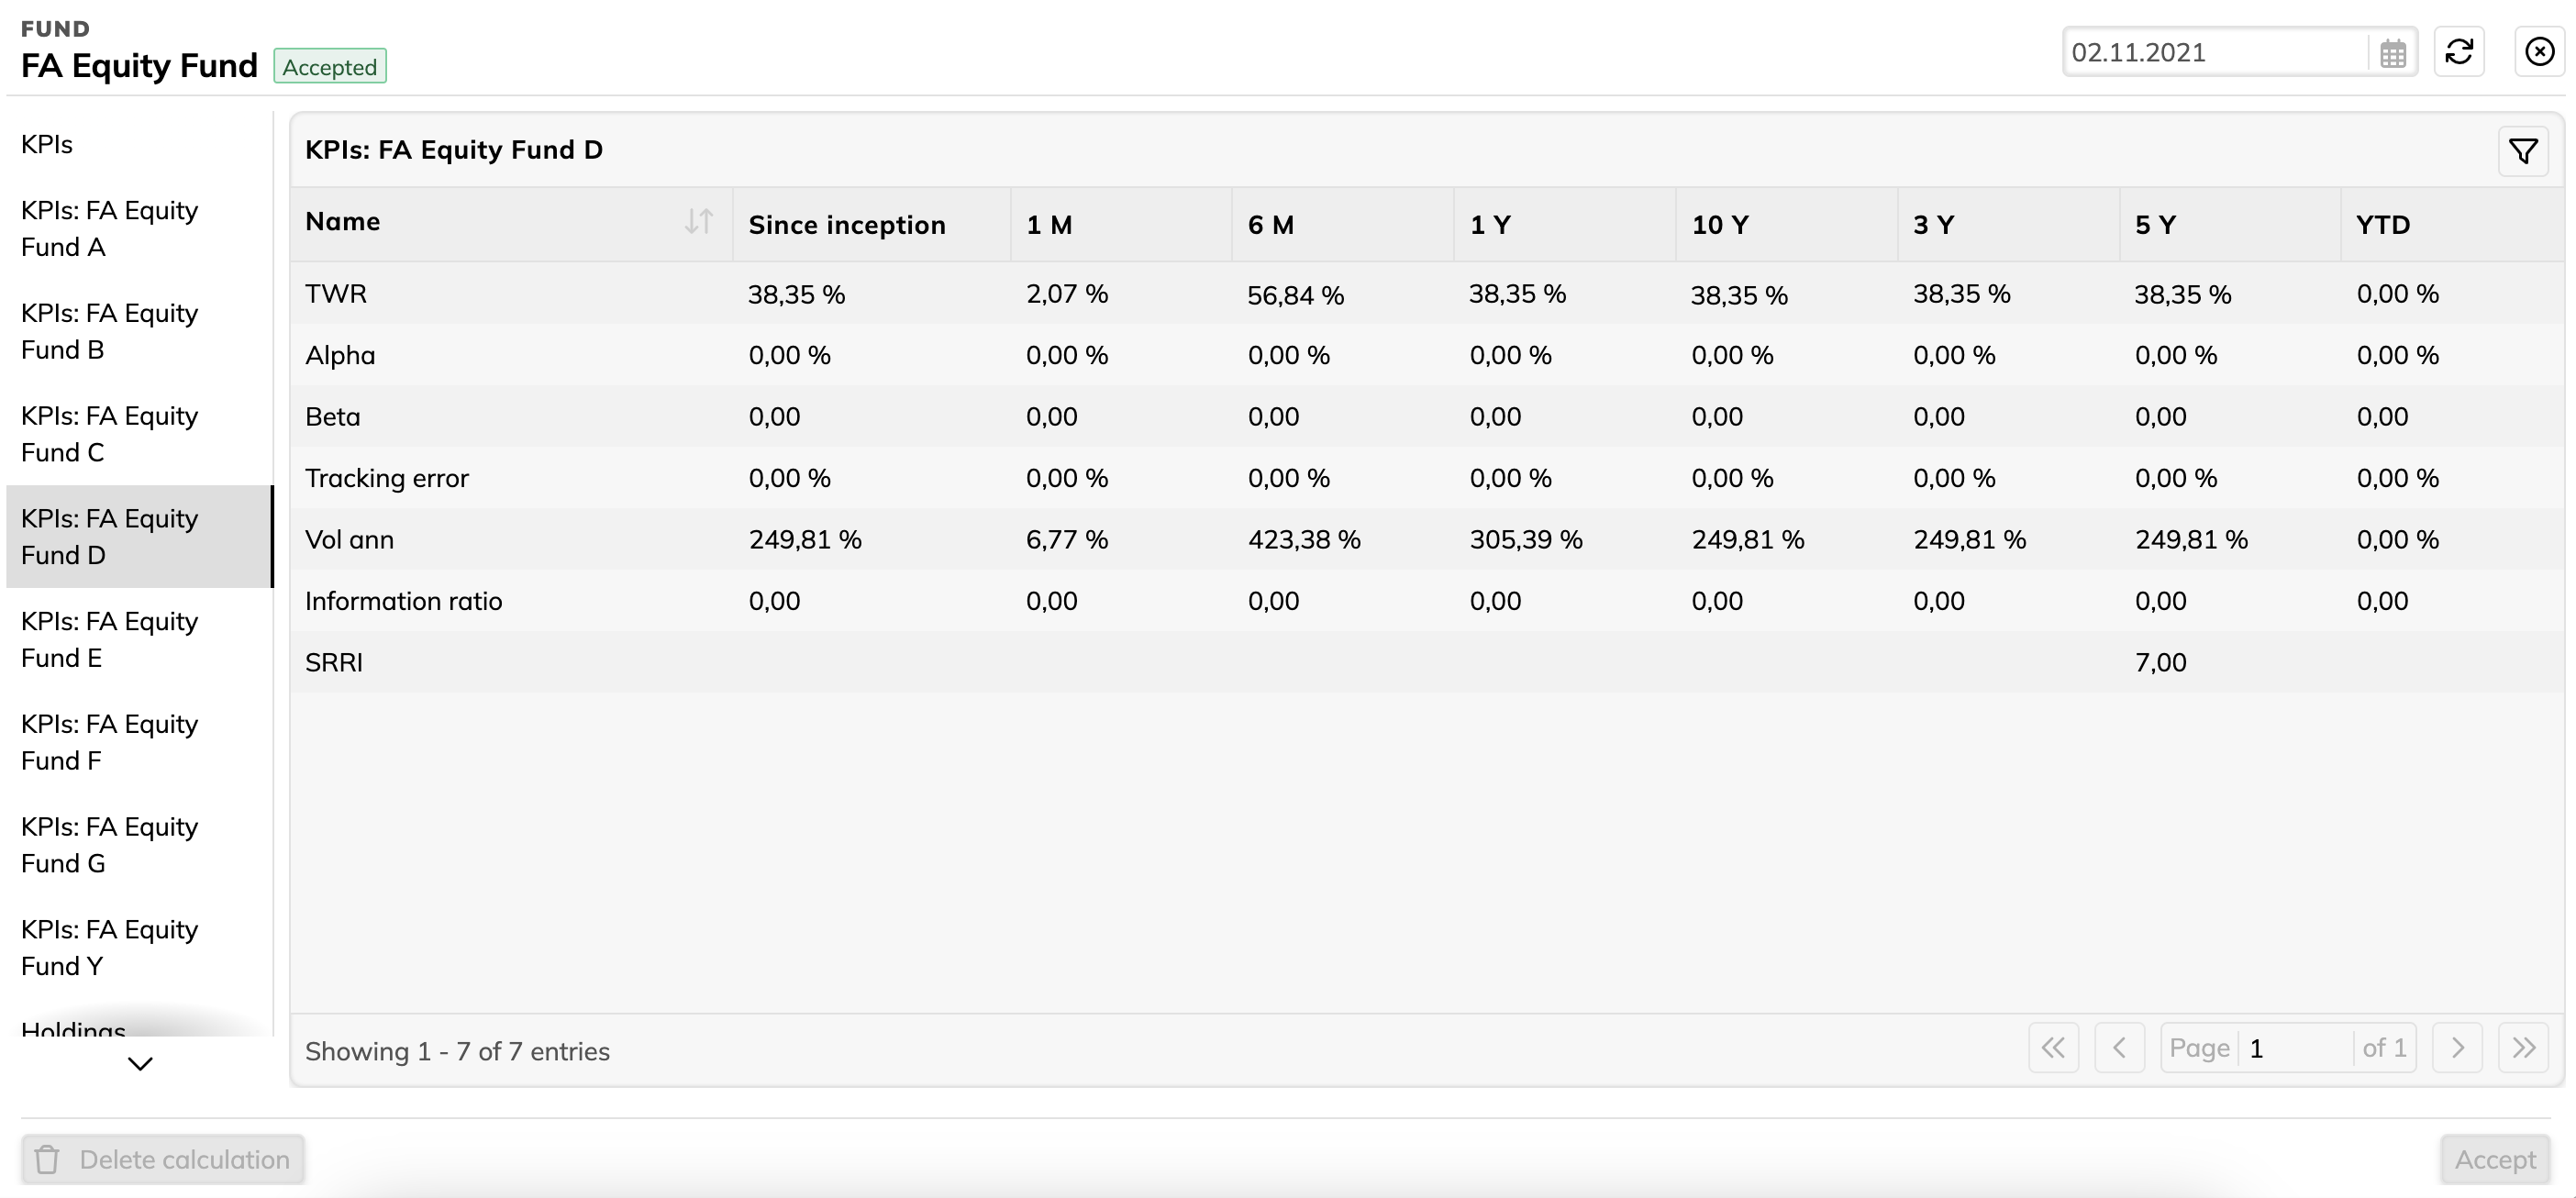 FUND
FA Equity Fund Accepted
02.11.2021
KPIs
KPIs: FA Equity
Fund A
KPIs: FA Equity
Fund B
KPIs: FA Equity
Fund C
KPIs: FA Equity
Fund D
KPIs: FA Equity
Fund E
KPIs: FA Equity
Fund F
KPIs: FA Equity
Fund G
KPIs: FA Equity
Fund Y
Holdings
KPIs: FA Equity Fund D
Name Since inception 1 M 6 M 1 Y 10 Y 3 Y 5 Y YTD
TWR 38,35 % 2,07 % 56,84 % 38,35 % 38,35 % 38,35 % 38,35 % 0,00 %
Alpha 0,00 % 0,00 % 0,00 % 0,00 % 0,00 % 0,00 % 0,00 % 0,00 %
Beta 0,00 0,00 0,00 0,00 0,00 0,00 0,00 0,00
Tracking error 0,00 % 0,00 % 0,00 % 0,00 % 0,00 % 0,00 % 0,00 % 0,00 %
Vol ann 249,81 % 6,77 % 423,38 % 305,39 % 249,81 % 249,81 % 249,81 % 0,00 %
Information ratio 0,00 0,00 0,00 0,00 0,00 0,00 0,00 0,00
SRRI 7,00
Showing 1 - 7 of 7 entries
Page 1 of 1
Delete calculation
Accept